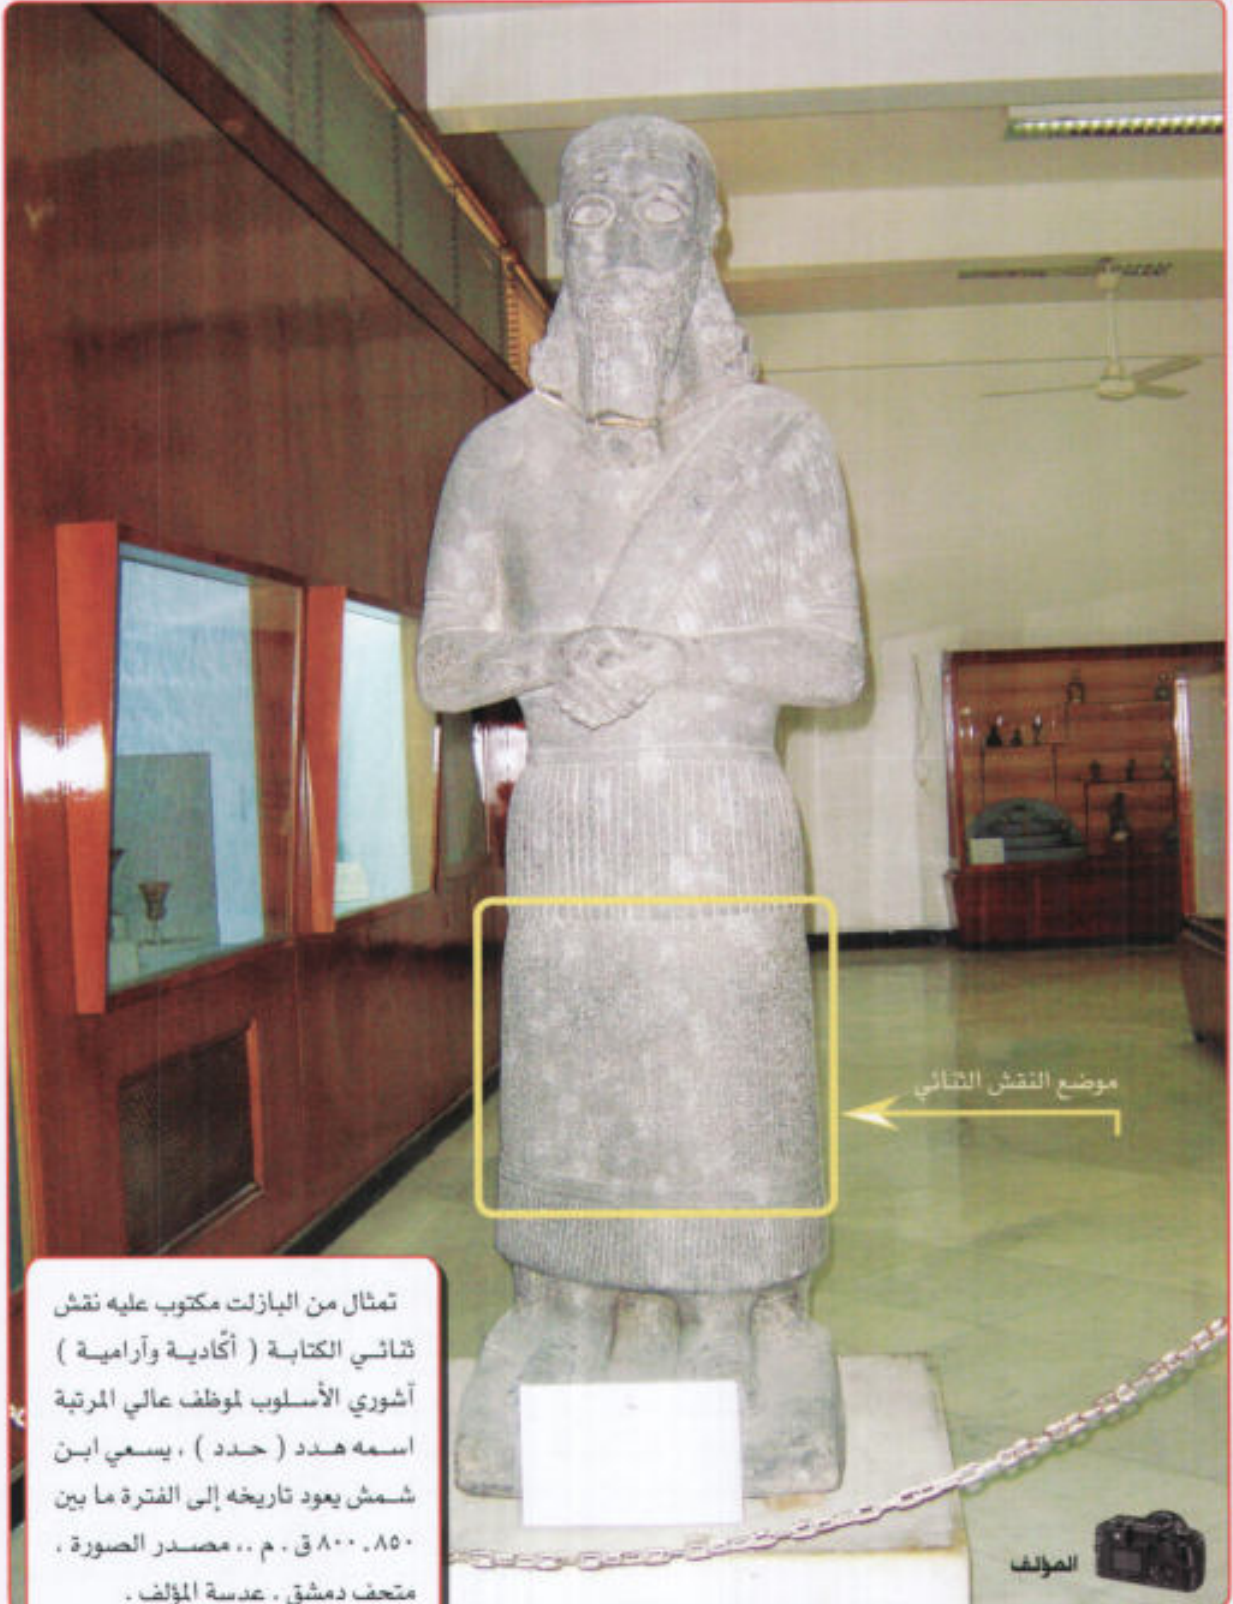 موضع النقش الثنائي
تمثال من البازلت مكتوب عليه نقش
ثنائي الكتابة ( أكّادية وآرامية )
آشوري الأسلوب لموظف عالي المرتبة
اسمه هدد ( حدد ) ، يسعي ابن
شمش يعود تاريخه إلى الفترة ما بين
٨٥٠ ـ ٨٠٠ ق . م .، مصدر الصورة ،
متحف دمشق . عدسة المؤلف .
المؤلف